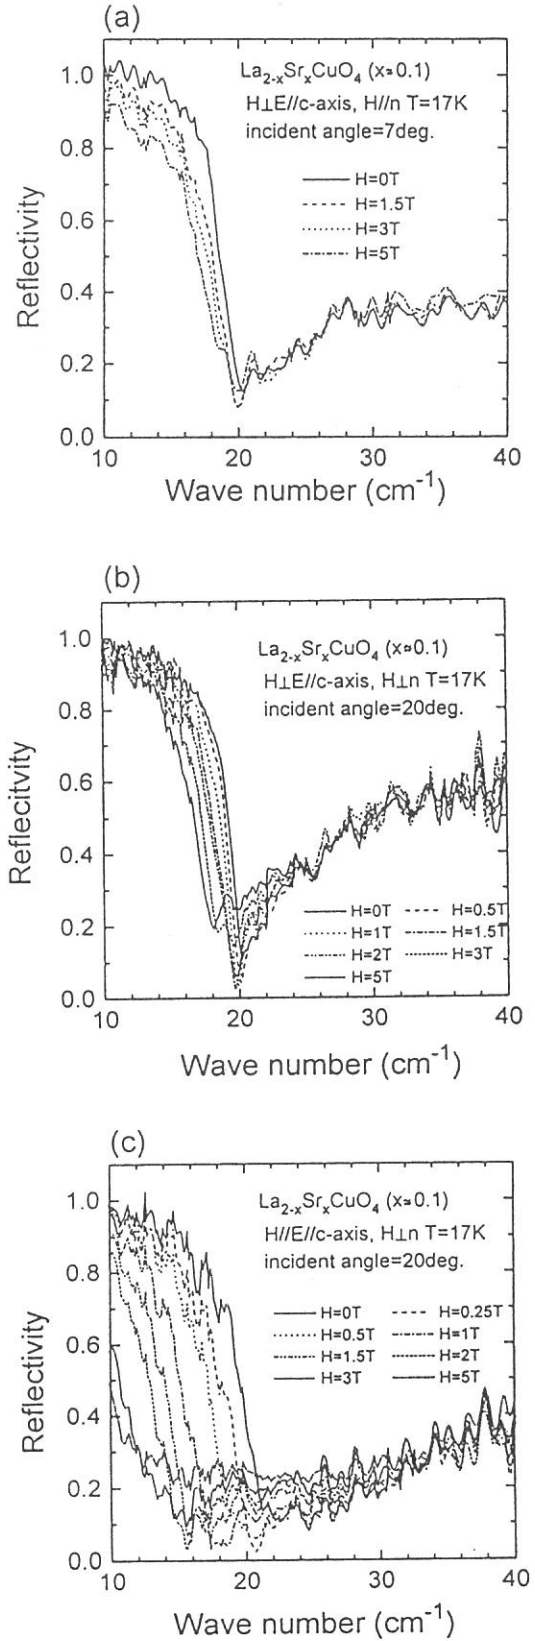 (a)
La2-xSrxCuO4 (x≈0.1)
H⊥E//c-axis, H//n T=17K
incident angle=7deg.
H=0T
H=1.5T
H=3T
H=5T
Reflectivity
1.0
0.8
0.6
0.4
0.2
0.0
10 20 30 40
Wave number (cm-1)
(b)
La2-xSrxCuO4 (x≈0.1)
H⊥E//c-axis, H⊥n T=17K
incident angle=20deg.
H=0T H=0.5T
H=1T H=1.5T
H=2T H=3T
H=5T
Reflecitvity
1.0
0.8
0.6
0.4
0.2
0.0
10 20 30 40
Wave number (cm-1)
(c)
La2-xSrxCuO4 (x≈0.1)
H//E//c-axis, H⊥n T=17K
incident angle=20deg.
H=0T H=0.25T
H=0.5T H=1T
H=1.5T H=2T
H=3T H=5T
Reflectivity
1.0
0.8
0.6
0.4
0.2
0.0
10 20 30 40
Wave number (cm-1)